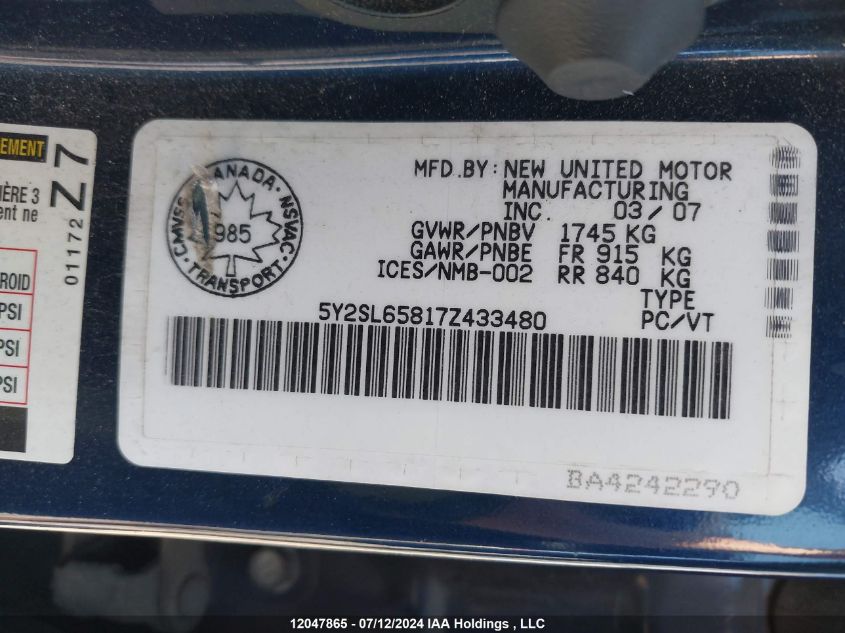 EMENT
Z7
IÈRE 3
ent ne
01172
ROID
PSI
PSI
PSI
CANADA · NSVAC · TRANSPORT · CMVSS
1985
MFD.BY: NEW UNITED MOTOR
MANUFACTURING
INC. 03/07
GVWR/PNBV 1745 KG
GAWR/PNBE FR 915 KG
ICES/NMB-002 RR 840 KG
TYPE
5Y2SL65817Z433480 PC/VT
BA4242290
12047865 - 07/12/2024 IAA Holdings , LLC